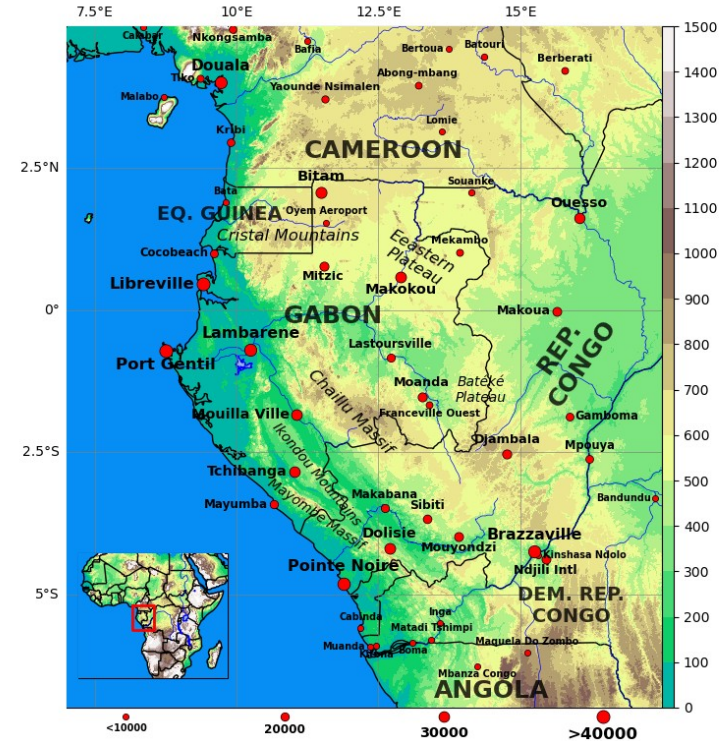 7.5°E 10°E 12.5°E 15°E
Nkongsamba
Bafia
Bertoua
Batouri
Douala
Tiko
Berberati
Abong-mbang
Yaounde Nsimalen
Malabo
Lomie
Kribi
CAMEROON
2.5°N
Bitam
Souanke
Bata
Ouesso
EQ. GUINEA
Oyem Aeroport
Cristal Mountains
Eeastern
Plateau
Mekambo
Cocobeach
Mitzic
Libreville
Makokou
0°
GABON
Makoua
Lambarene
REP.
CONGO
Lastoursville
Port Gentil
Moanda
Batéké
Plateau
Chaillu Massif
Mouilla Ville
Franceville Ouest
Gamboma
Ikondou Mountains
Djambala
2.5°S
Mpouya
Tchibanga
Mayombe Massif
Makabana
Bandundu
Mayumba
Sibiti
Dolisie
Mouyondzi
Brazzaville
Kinshasa Ndolo
Pointe Noire
Ndjili Intl
5°S
DEM. REP.
CONGO
Cabinda
Inga
Matadi Tshimpi
Muanda
Boma
Maquela Do Zombo
Mbanza Congo
ANGOLA
<10000 20000 30000 >40000
1500
1400
1300
1200
1100
1000
900
800
700
600
500
400
300
200
100
0